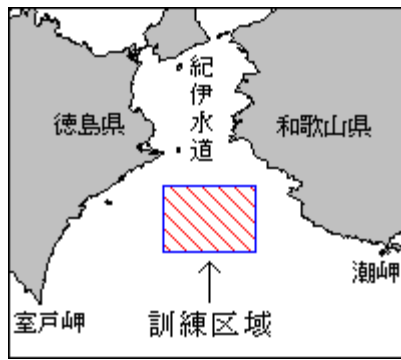 紀伊水道
徳島県
和歌山県
潮岬
室戸岬
訓練区域